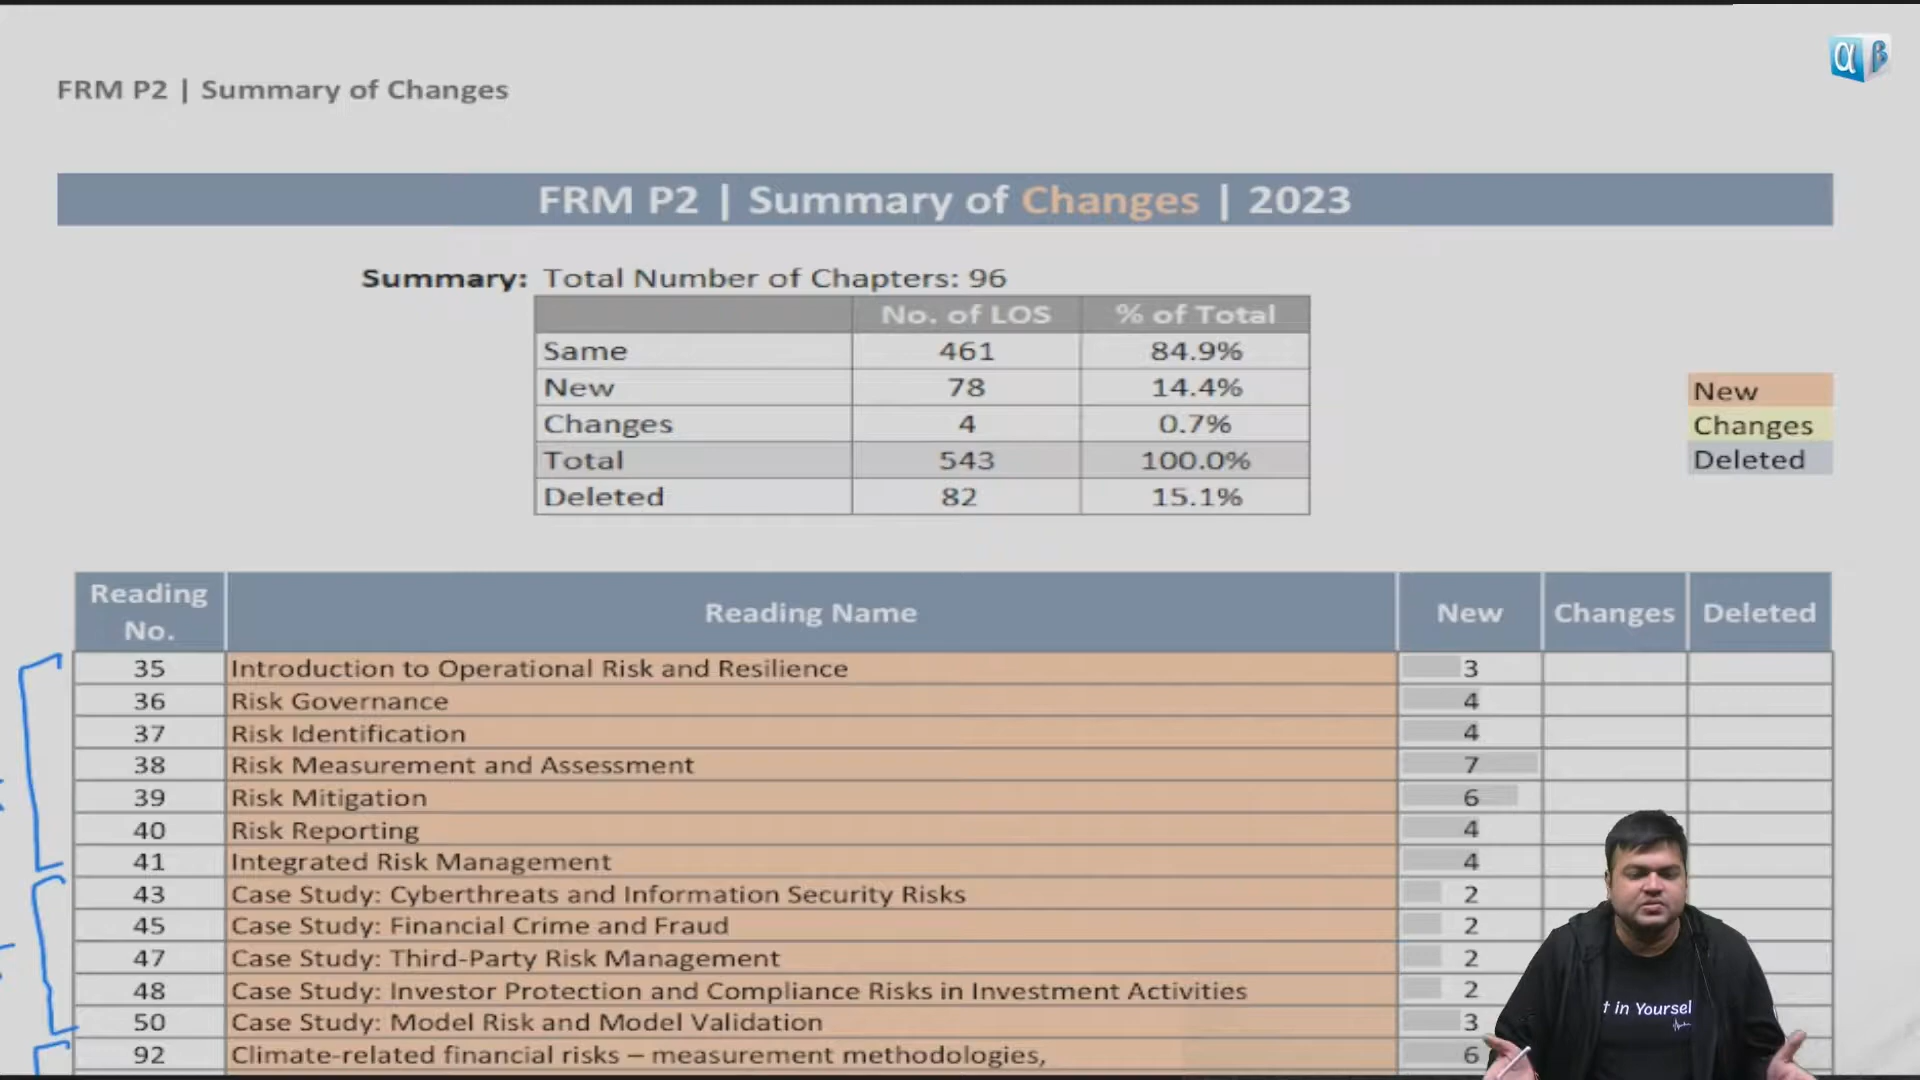 α β
FRM P2 | Summary of Changes
FRM P2 | Summary of Changes | 2023
Summary: Total Number of Chapters: 96
No. of LOS % of Total
Same 461 84.9%
New 78 14.4%
Changes 4 0.7%
Total 543 100.0%
Deleted 82 15.1%
New
Changes
Deleted
Reading No. Reading Name New Changes Deleted
35 Introduction to Operational Risk and Resilience 3
36 Risk Governance 4
37 Risk Identification 4
38 Risk Measurement and Assessment 7
39 Risk Mitigation 6
40 Risk Reporting 4
41 Integrated Risk Management 4
43 Case Study: Cyberthreats and Information Security Risks 2
45 Case Study: Financial Crime and Fraud 2
47 Case Study: Third-Party Risk Management 2
48 Case Study: Investor Protection and Compliance Risks in Investment Activities 2
50 Case Study: Model Risk and Model Validation 3
92 Climate-related financial risks – measurement methodologies, 6
t in Yoursel